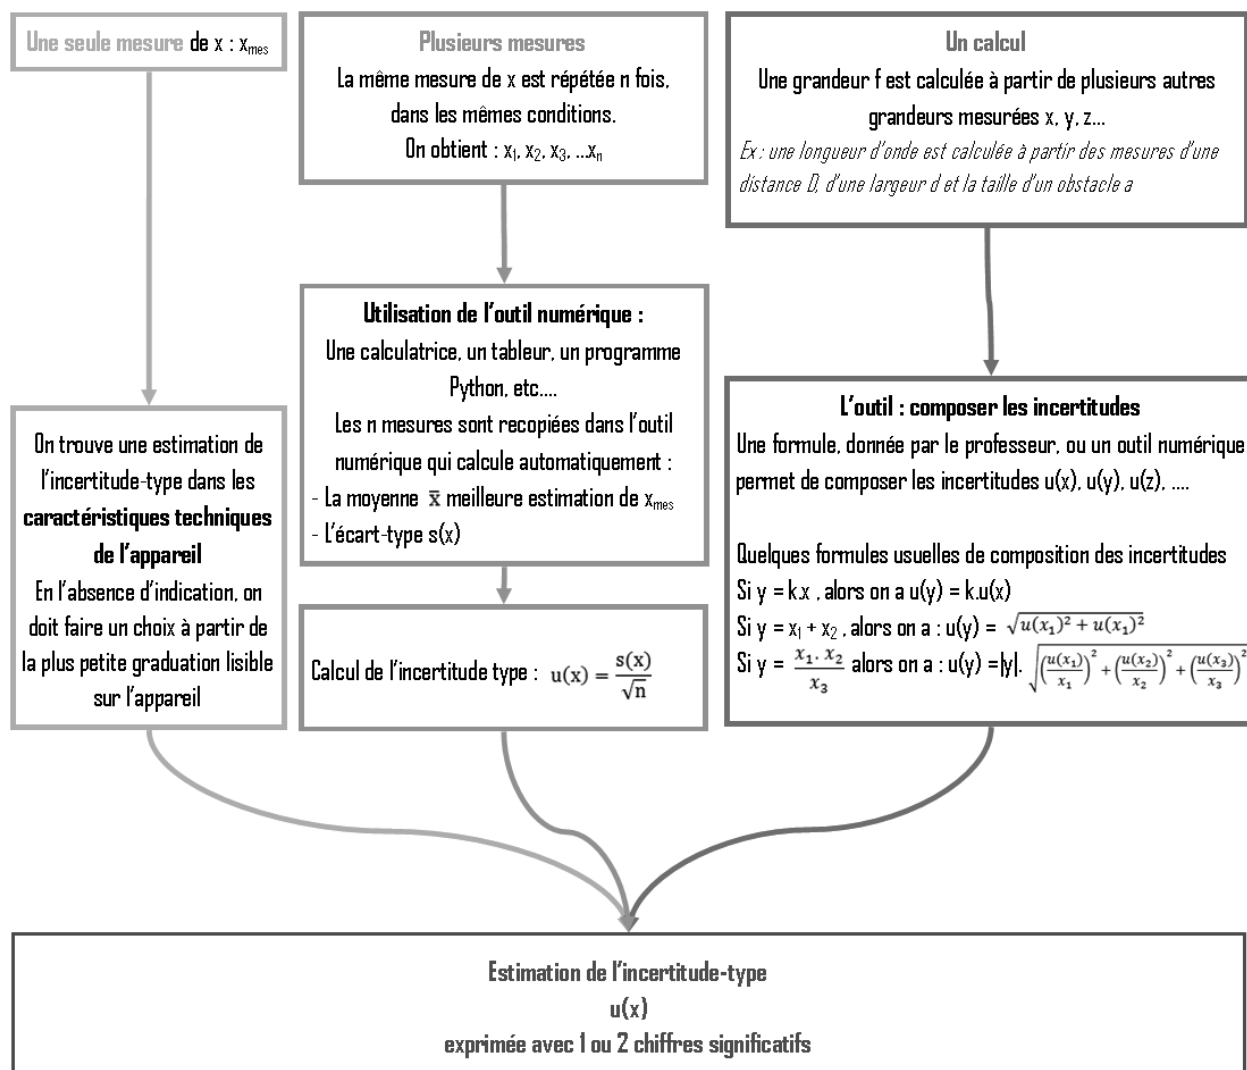 Une seule mesure de x : x_mes
Plusieurs mesures
La même mesure de x est répétée n fois,
dans les mêmes conditions.
On obtient : x₁, x₂, x₃, ...xₙ
Un calcul
Une grandeur f est calculée à partir de plusieurs autres
grandeurs mesurées x, y, z...
Ex : une longueur d'onde est calculée à partir des mesures d'une
distance D, d'une largeur d et la taille d'un obstacle a
On trouve une estimation de
l'incertitude-type dans les
caractéristiques techniques
de l'appareil
En l'absence d'indication, on
doit faire un choix à partir de
la plus petite graduation lisible
sur l'appareil
Utilisation de l'outil numérique :
Une calculatrice, un tableur, un programme
Python, etc....
Les n mesures sont recopiées dans l'outil
numérique qui calcule automatiquement :
- La moyenne x̄ meilleure estimation de x_mes
- L'écart-type s(x)
Calcul de l'incertitude type : u(x) = s(x)/√n
L'outil : composer les incertitudes
Une formule, donnée par le professeur, ou un outil numérique
permet de composer les incertitudes u(x), u(y), u(z), ....
Quelques formules usuelles de composition des incertitudes
Si y = k.x , alors on a u(y) = k.u(x)
Si y = x₁ + x₂ , alors on a : u(y) = √(u(x₁)² + u(x₁)²)
Si y = (x₁. x₂)/x₃ alors on a : u(y) =|y|. √((u(x₁)/x₁)² + (u(x₂)/x₂)² + (u(x₃)/x₃)²)
Estimation de l'incertitude-type
u(x)
exprimée avec 1 ou 2 chiffres significatifs